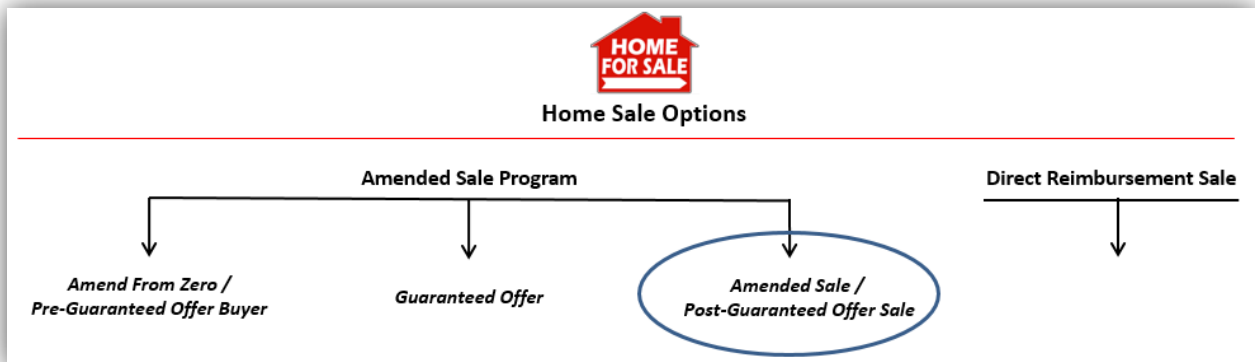 HOME
FOR SALE
Home Sale Options
Amended Sale Program
Direct Reimbursement Sale
Amend From Zero /
Pre-Guaranteed Offer Buyer
Guaranteed Offer
Amended Sale /
Post-Guaranteed Offer Sale